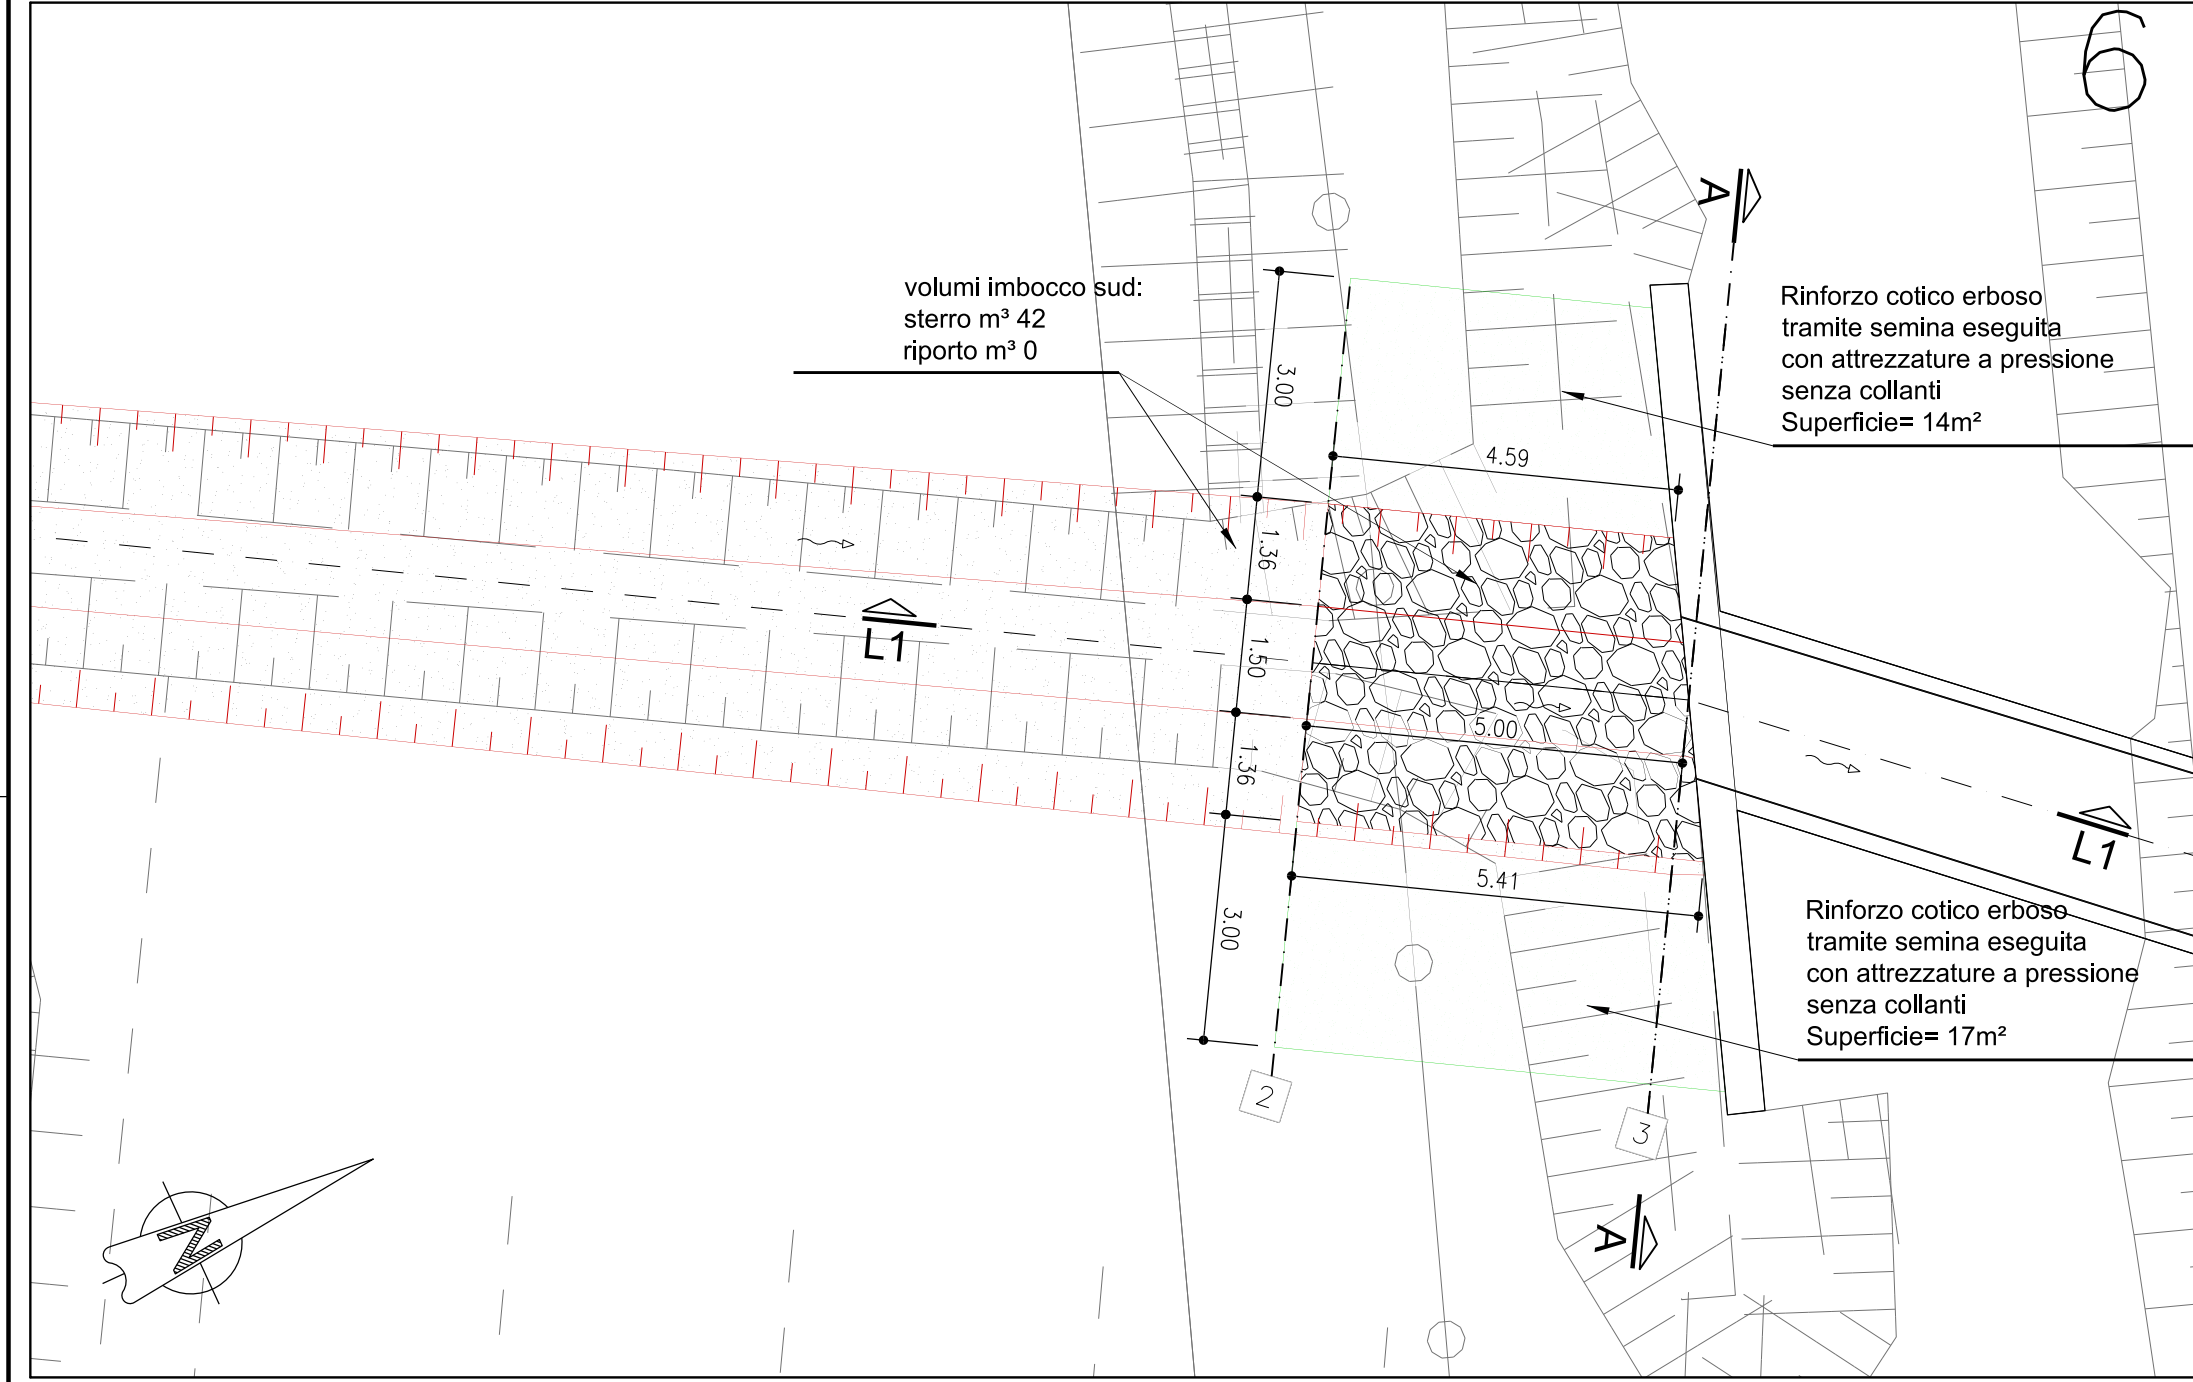 6
A
volumi imbocco sud:
sterro m³ 42
riporto m³ 0
Rinforzo cotico erboso
tramite semina eseguita
con attrezzature a pressione
senza collanti
Superficie= 14m²
3.00
4.59
1.36
L1
1.50
5.00
1.36
L1
5.41
3.00
Rinforzo cotico erboso
tramite semina eseguita
con attrezzature a pressione
senza collanti
Superficie= 17m²
2
3
N
A